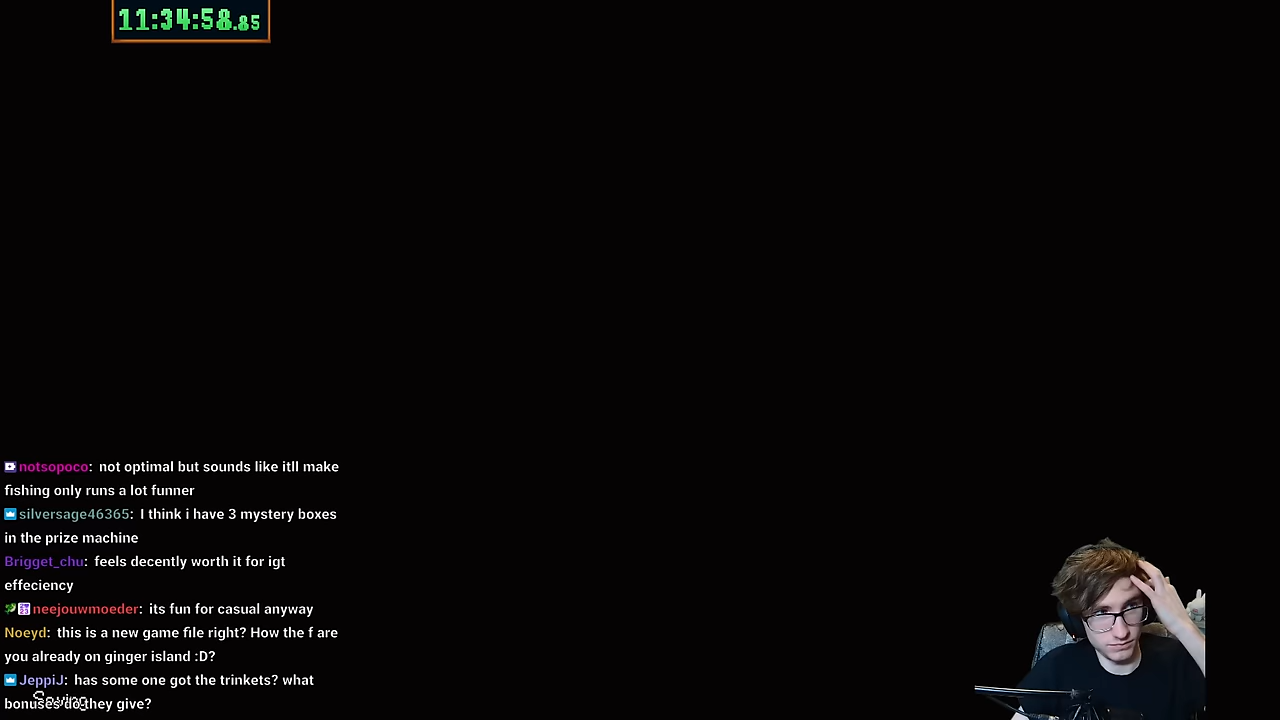 11:34:58.85
notsopoco: not optimal but sounds like itll make
fishing only runs a lot funner
silversage46365: I think i have 3 mystery boxes
in the prize machine
Brigget_chu: feels decently worth it for igt
effeciency
neejouwmoeder: its fun for casual anyway
Noeyd: this is a new game file right? How the f are
you already on ginger island :D?
JeppiJ: has some one got the trinkets? what
Saving
bonuses do they give?